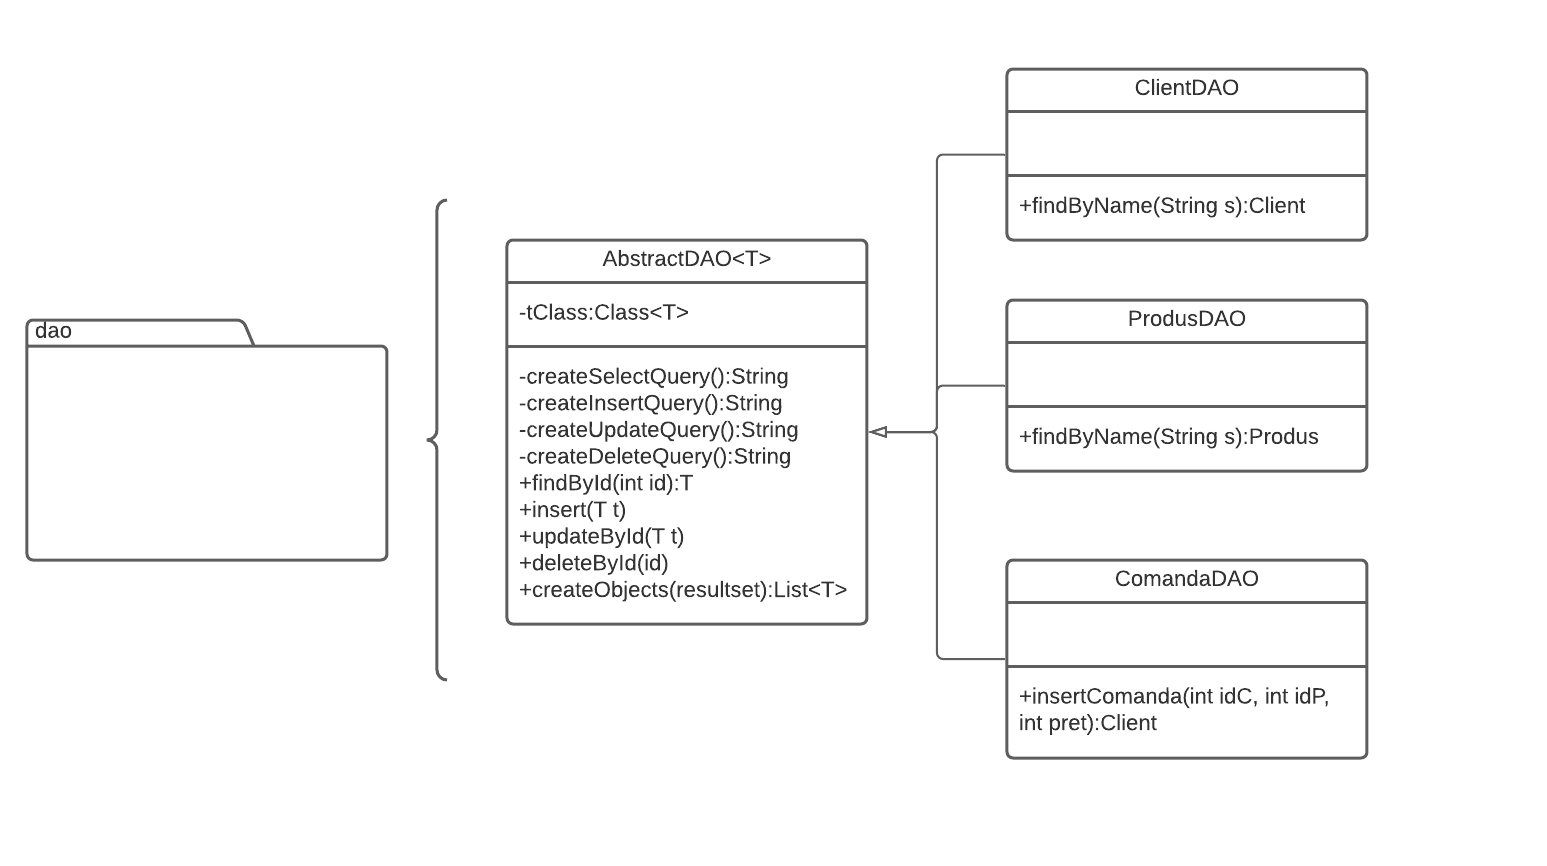 dao
AbstractDAO<T>
-tClass:Class<T>
-createSelectQuery():String
-createInsertQuery():String
-createUpdateQuery():String
-createDeleteQuery():String
+findById(int id):T
+insert(T t)
+updateById(T t)
+deleteById(id)
+createObjects(resultset):List<T>
ClientDAO
+findByName(String s):Client
ProdusDAO
+findByName(String s):Produs
ComandaDAO
+insertComanda(int idC, int idP,
int pret):Client